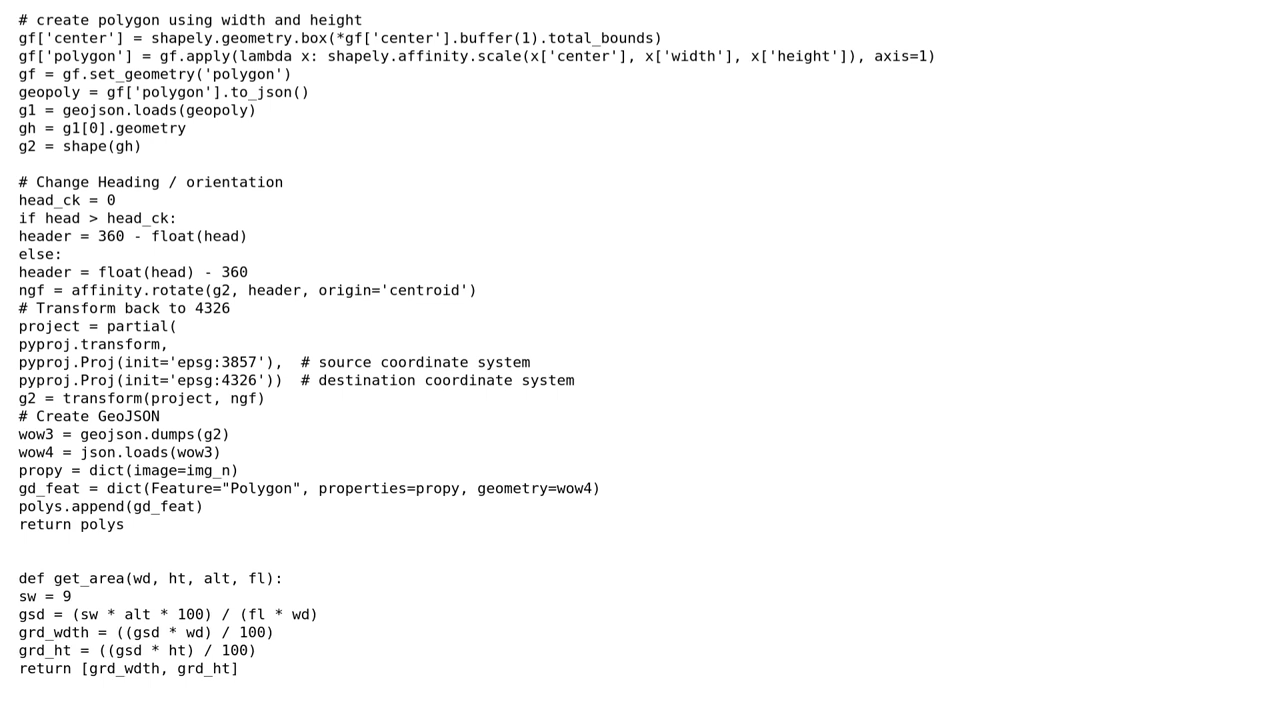 # create polygon using width and height
gf['center'] = shapely.geometry.box(*gf['center'].buffer(1).total_bounds)
gf['polygon'] = gf.apply(lambda x: shapely.affinity.scale(x['center'], x['width'], x['height']), axis=1)
gf = gf.set_geometry('polygon')
geopoly = gf['polygon'].to_json()
g1 = geojson.loads(geopoly)
gh = g1[0].geometry
g2 = shape(gh)

# Change Heading / orientation
head_ck = 0
if head > head_ck:
header = 360 - float(head)
else:
header = float(head) - 360
ngf = affinity.rotate(g2, header, origin='centroid')
# Transform back to 4326
project = partial(
pyproj.transform,
pyproj.Proj(init='epsg:3857'),  # source coordinate system
pyproj.Proj(init='epsg:4326'))  # destination coordinate system
g2 = transform(project, ngf)
# Create GeoJSON
wow3 = geojson.dumps(g2)
wow4 = json.loads(wow3)
propy = dict(image=img_n)
gd_feat = dict(Feature="Polygon", properties=propy, geometry=wow4)
polys.append(gd_feat)
return polys


def get_area(wd, ht, alt, fl):
sw = 9
gsd = (sw * alt * 100) / (fl * wd)
grd_wdth = ((gsd * wd) / 100)
grd_ht = ((gsd * ht) / 100)
return [grd_wdth, grd_ht]